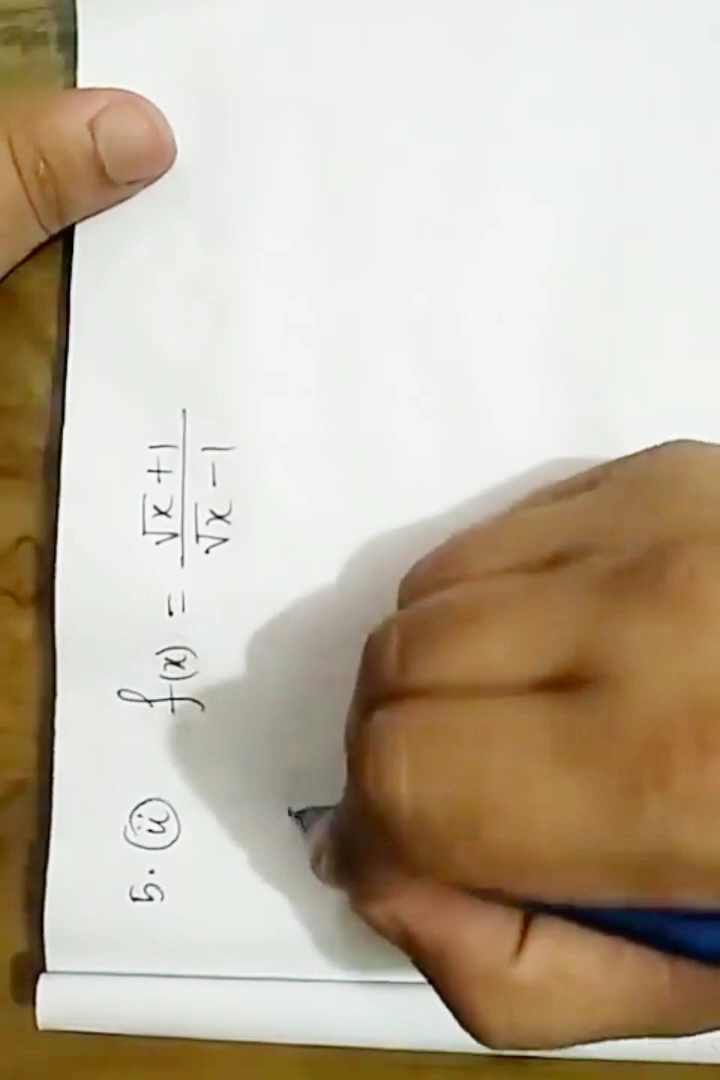 5. (ii) f(x) = (√x + 1)/(√x - 1)